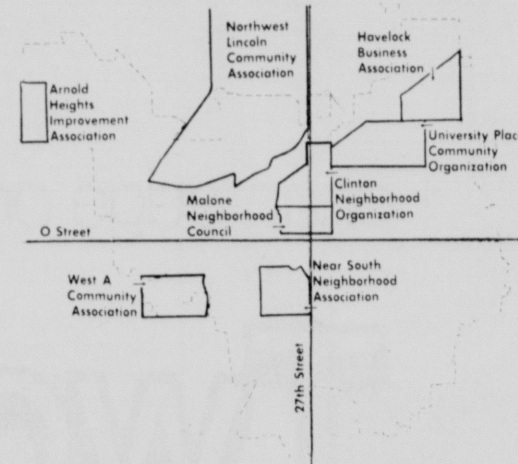 Northwest
Lincoln
Community
Association
Havelock
Business
Association
Arnold
Heights
Improvement
Association
University Place
Community
Organization
Malone
Neighborhood
Council
Clinton
Neighborhood
Organization
O Street
West A
Community
Association
Near South
Neighborhood
Association
27th Street